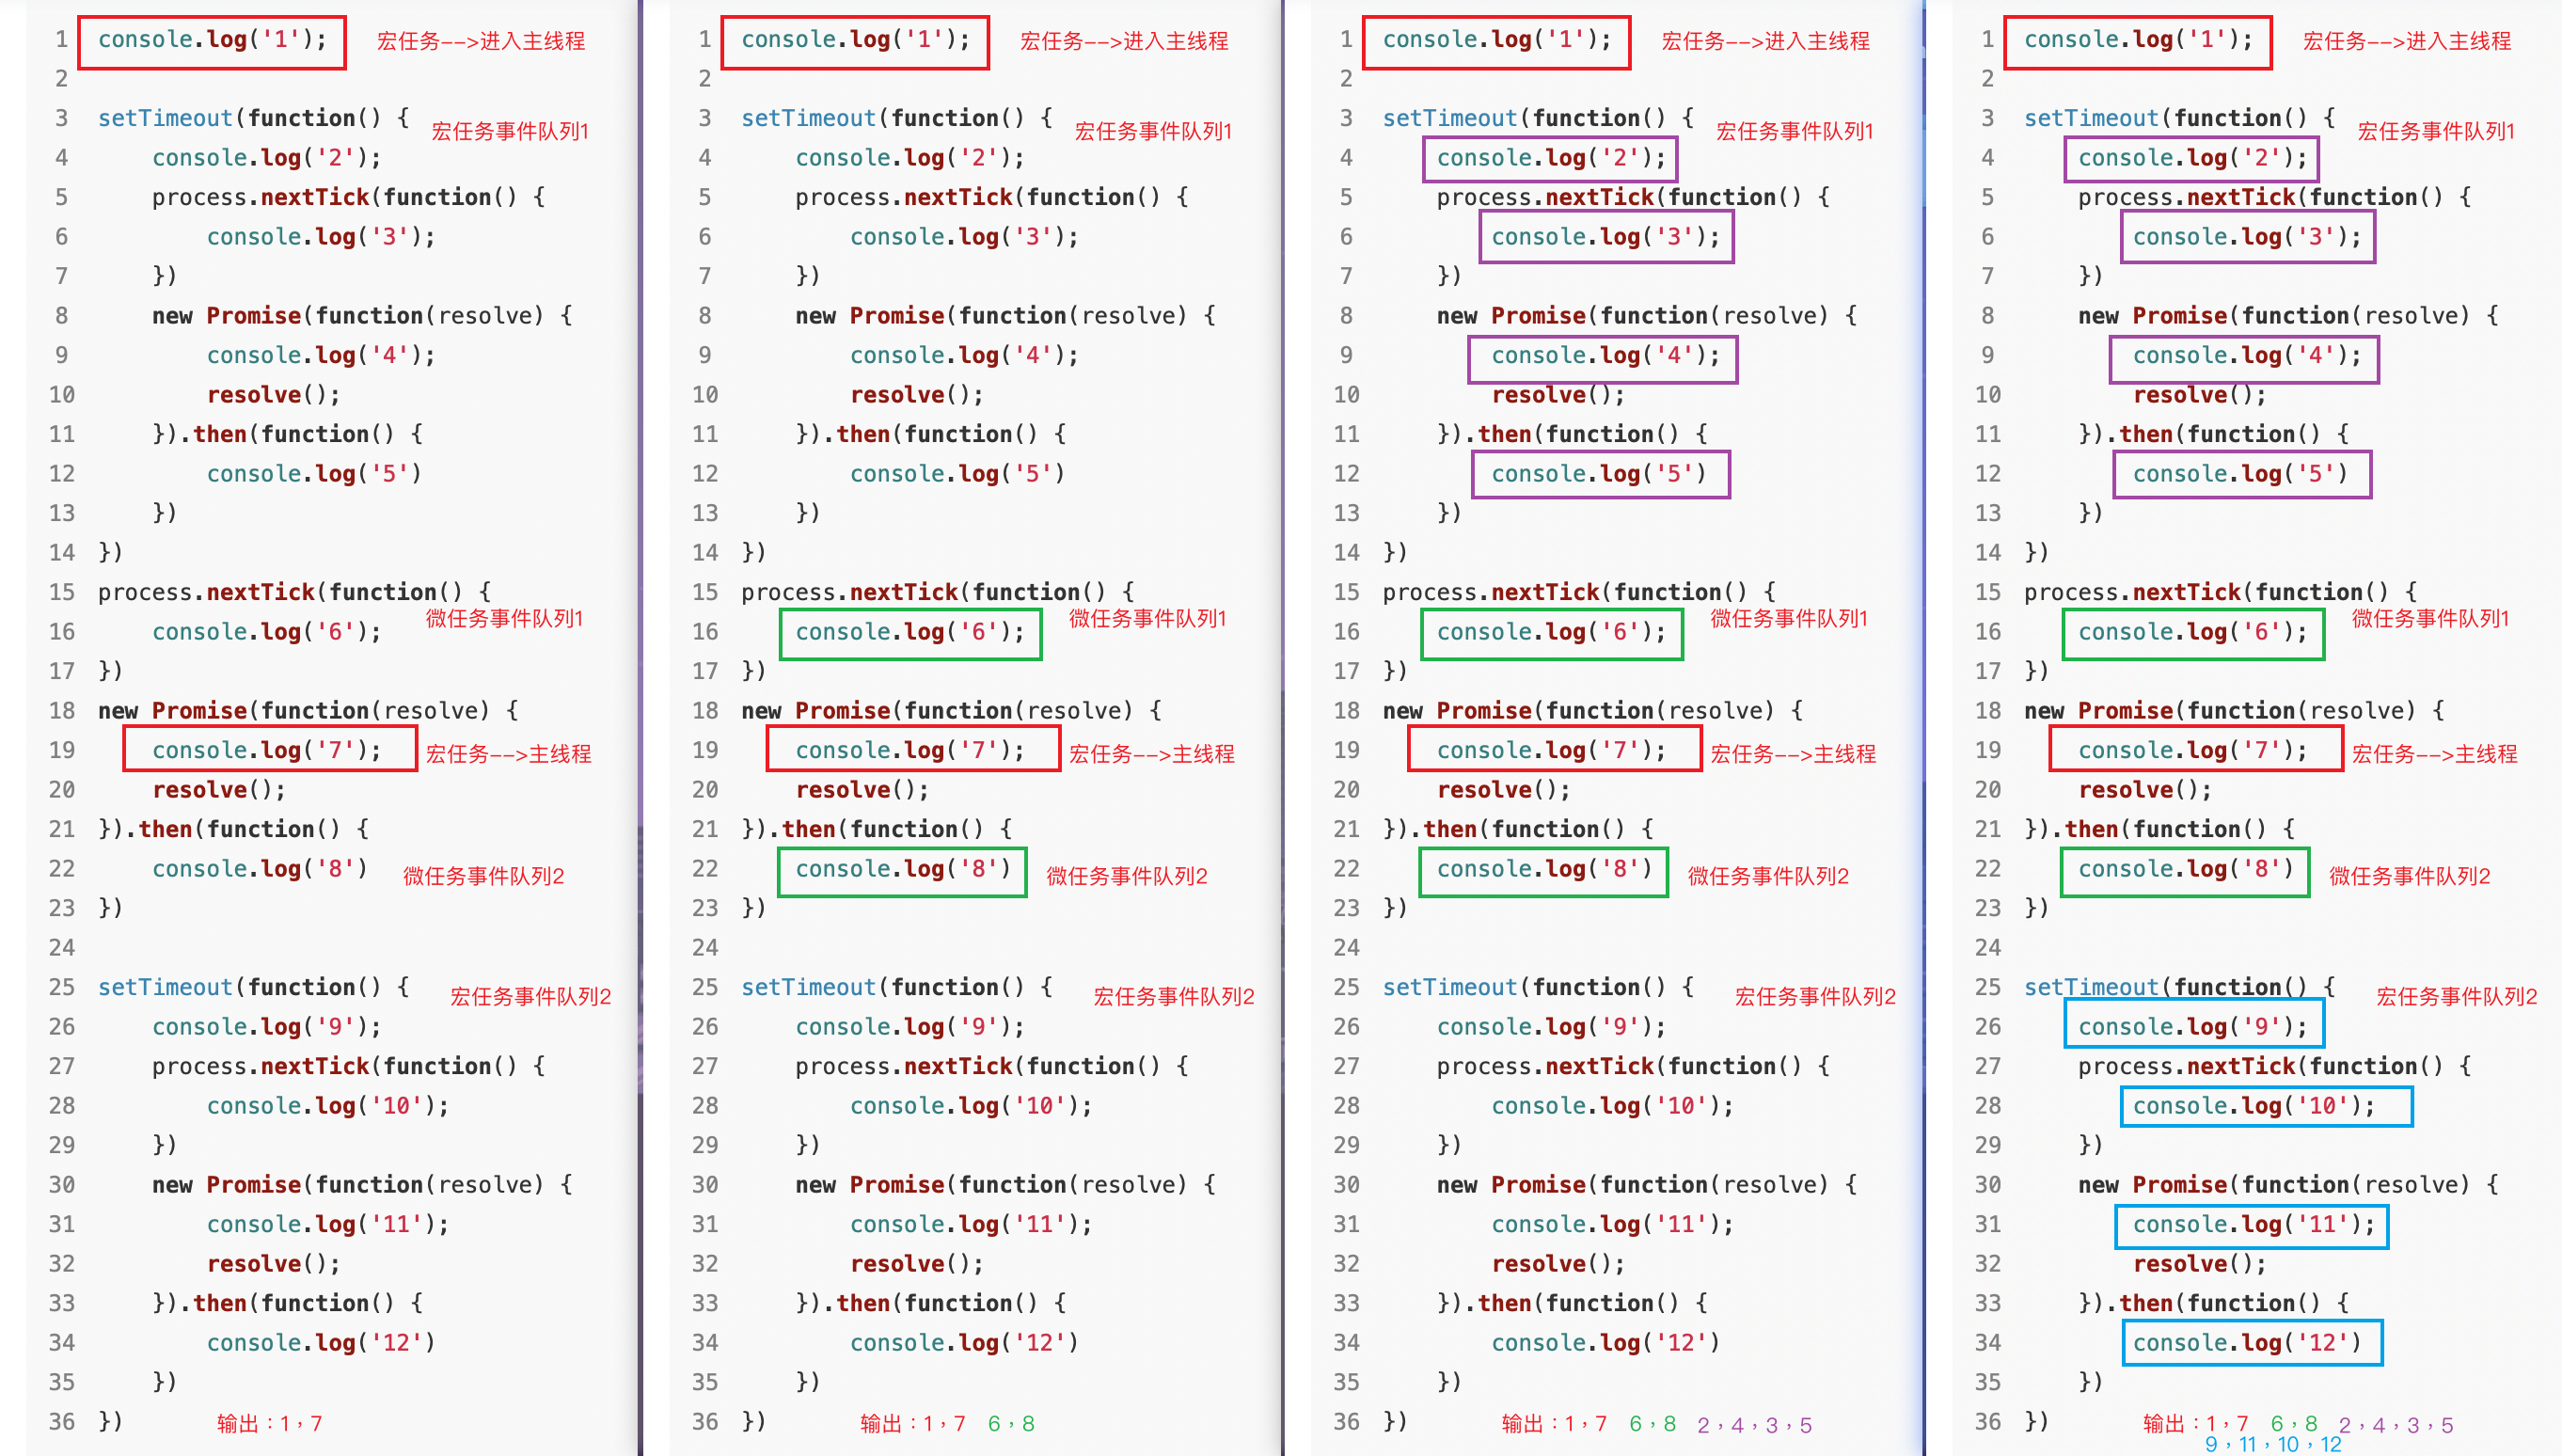 1 console.log('1'); 宏任务-->进入主线程
2
3 setTimeout(function() { 宏任务事件队列1
4 console.log('2');
5 process.nextTick(function() {
6 console.log('3');
7 })
8 new Promise(function(resolve) {
9 console.log('4');
10 resolve();
11 }).then(function() {
12 console.log('5')
13 })
14 })
15 process.nextTick(function() {
微任务事件队列1
16 console.log('6');
17 })
18 new Promise(function(resolve) {
19 console.log('7'); 宏任务-->主线程
20 resolve();
21 }).then(function() {
22 console.log('8') 微任务事件队列2
23 })
24
25 setTimeout(function() { 宏任务事件队列2
26 console.log('9');
27 process.nextTick(function() {
28 console.log('10');
29 })
30 new Promise(function(resolve) {
31 console.log('11');
32 resolve();
33 }).then(function() {
34 console.log('12')
35 })
36 }) 输出：1，7
1 console.log('1'); 宏任务-->进入主线程
2
3 setTimeout(function() { 宏任务事件队列1
4 console.log('2');
5 process.nextTick(function() {
6 console.log('3');
7 })
8 new Promise(function(resolve) {
9 console.log('4');
10 resolve();
11 }).then(function() {
12 console.log('5')
13 })
14 })
15 process.nextTick(function() {
微任务事件队列1
16 console.log('6');
17 })
18 new Promise(function(resolve) {
19 console.log('7'); 宏任务-->主线程
20 resolve();
21 }).then(function() {
22 console.log('8') 微任务事件队列2
23 })
24
25 setTimeout(function() { 宏任务事件队列2
26 console.log('9');
27 process.nextTick(function() {
28 console.log('10');
29 })
30 new Promise(function(resolve) {
31 console.log('11');
32 resolve();
33 }).then(function() {
34 console.log('12')
35 })
36 }) 输出：1，7 6，8
1 console.log('1'); 宏任务-->进入主线程
2
3 setTimeout(function() { 宏任务事件队列1
4 console.log('2');
5 process.nextTick(function() {
6 console.log('3');
7 })
8 new Promise(function(resolve) {
9 console.log('4');
10 resolve();
11 }).then(function() {
12 console.log('5')
13 })
14 })
15 process.nextTick(function() {
微任务事件队列1
16 console.log('6');
17 })
18 new Promise(function(resolve) {
19 console.log('7'); 宏任务-->主线程
20 resolve();
21 }).then(function() {
22 console.log('8') 微任务事件队列2
23 })
24
25 setTimeout(function() { 宏任务事件队列2
26 console.log('9');
27 process.nextTick(function() {
28 console.log('10');
29 })
30 new Promise(function(resolve) {
31 console.log('11');
32 resolve();
33 }).then(function() {
34 console.log('12')
35 })
36 }) 输出：1，7 6，8 2，4，3，5
1 console.log('1'); 宏任务-->进入主线程
2
3 setTimeout(function() { 宏任务事件队列1
4 console.log('2');
5 process.nextTick(function() {
6 console.log('3');
7 })
8 new Promise(function(resolve) {
9 console.log('4');
10 resolve();
11 }).then(function() {
12 console.log('5')
13 })
14 })
15 process.nextTick(function() {
微任务事件队列1
16 console.log('6');
17 })
18 new Promise(function(resolve) {
19 console.log('7'); 宏任务-->主线程
20 resolve();
21 }).then(function() {
22 console.log('8') 微任务事件队列2
23 })
24
25 setTimeout(function() { 宏任务事件队列2
26 console.log('9');
27 process.nextTick(function() {
28 console.log('10');
29 })
30 new Promise(function(resolve) {
31 console.log('11');
32 resolve();
33 }).then(function() {
34 console.log('12')
35 })
36 }) 输出：1，7 6，8 2，4，3，5
9，11，10，12